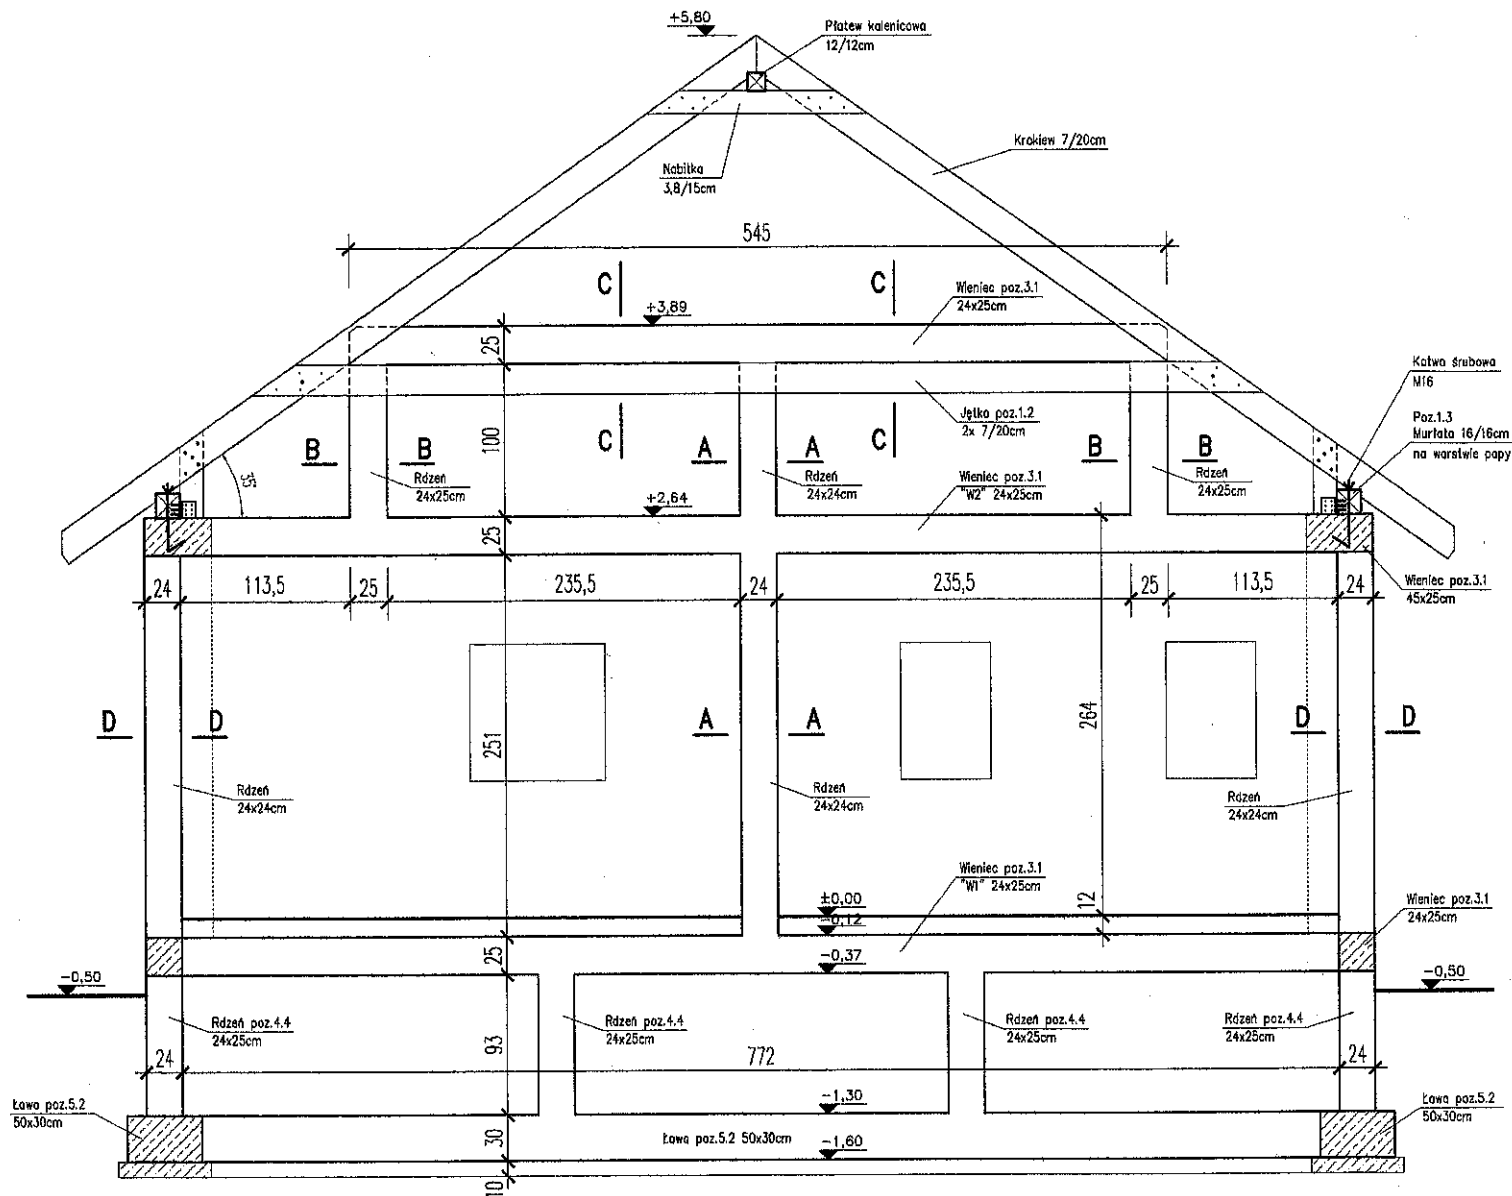 +5,80
Płatew kalenicowa
12/12cm
Krokiew 7/20cm
Nabitka
3,8/15cm
545
C
C
Wieniec poz.3.1
24x25cm
+3,89
25
Kotwa śrubowa
M16
Jętka poz.1.2
2x 7/20cm
Poz.1.3
Murłata 16/16cm
na warstwie papy
100
C
C
B
B
A
A
B
B
35°
Rdzeń
24x25cm
Rdzeń
24x24cm
Wieniec poz.3.1
"W2" 24x25cm
Rdzeń
24x25cm
+2,64
25
24
113,5
25
235,5
24
235,5
25
113,5
24
Wieniec poz.3.1
45x25cm
D
D
251
A
A
264
D
D
Rdzeń
24x24cm
Rdzeń
24x24cm
Rdzeń
24x24cm
Wieniec poz.3.1
"W1" 24x25cm
±0,00
-0,12
12
Wieniec poz.3.1
24x25cm
-0,50
25
-0,37
-0,50
Rdzeń poz.4.4
24x25cm
93
Rdzeń poz.4.4
24x25cm
Rdzeń poz.4.4
24x25cm
Rdzeń poz.4.4
24x25cm
24
772
24
Ława poz.5.2
50x30cm
-1,30
Ława poz.5.2
50x30cm
30
Ława poz.5.2 50x30cm
-1,60
10